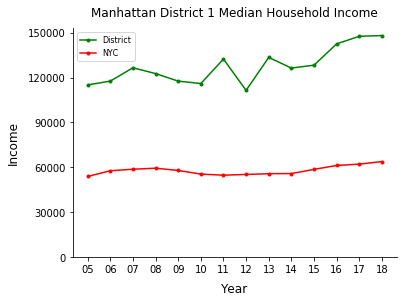 Manhattan District 1 Median Household Income
150000
120000
90000
60000
30000
0
Income
District
NYC
05 06 07 08 09 10 11 12 13 14 15 16 17 18
Year